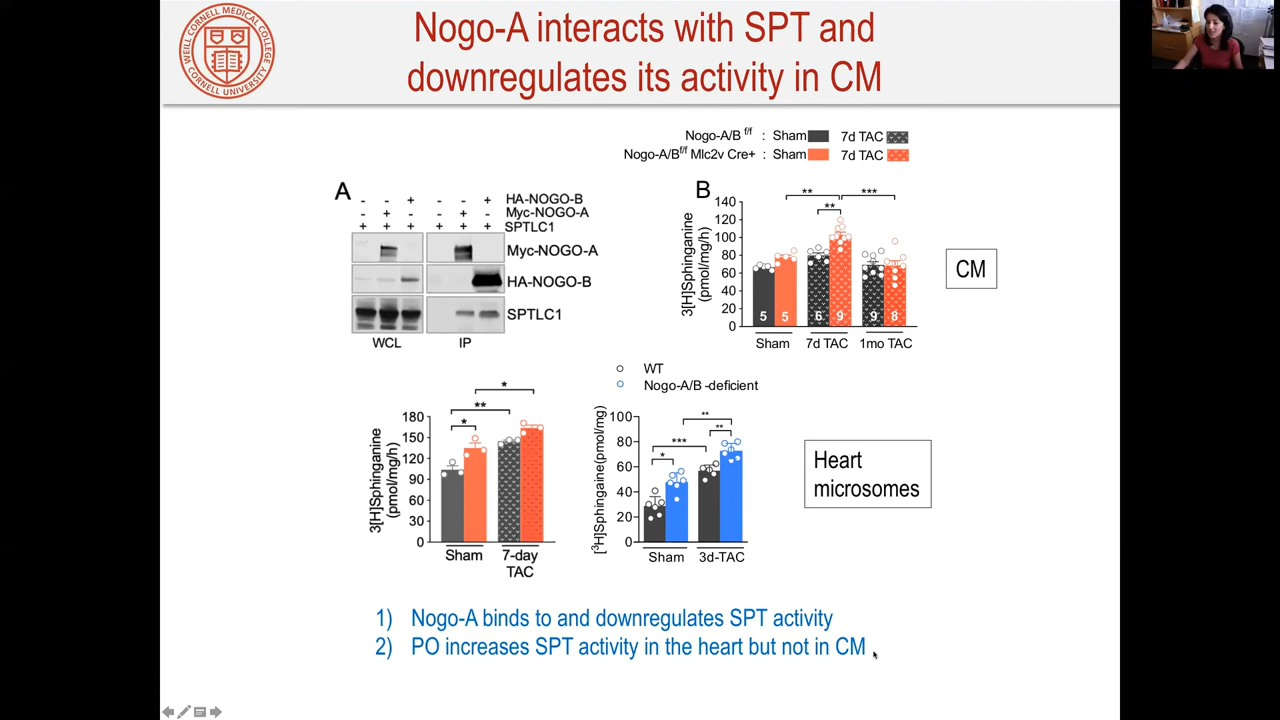 Nogo-A interacts with SPT and
downregulates its activity in CM
WEILL CORNELL MEDICAL COLLEGE
CORNELL UNIVERSITY
Nogo-A/B f/f : Sham 7d TAC
Nogo-A/Bf/f Mlc2v Cre+ : Sham 7d TAC
A
- - + - - + HA-NOGO-B
- + - - + - Myc-NOGO-A
+ + + + + + SPTLC1
Myc-NOGO-A
HA-NOGO-B
SPTLC1
WCL IP
B
3[H]Sphinganine
(pmol/mg/h)
140
120
100
80
60
40
20
0
** ***
**
5 5 6 9 9 8
Sham 7d TAC 1mo TAC
CM
3[H]Sphinganine
(pmol/mg/h)
180
150
120
90
60
30
0
*
**
*
Sham 7-day
TAC
WT
Nogo-A/B -deficient
[3H]Sphingaine(pmol/mg)
100
80
60
40
20
0
**
*** **
*
Sham 3d-TAC
Heart
microsomes
1) Nogo-A binds to and downregulates SPT activity
2) PO increases SPT activity in the heart but not in CM